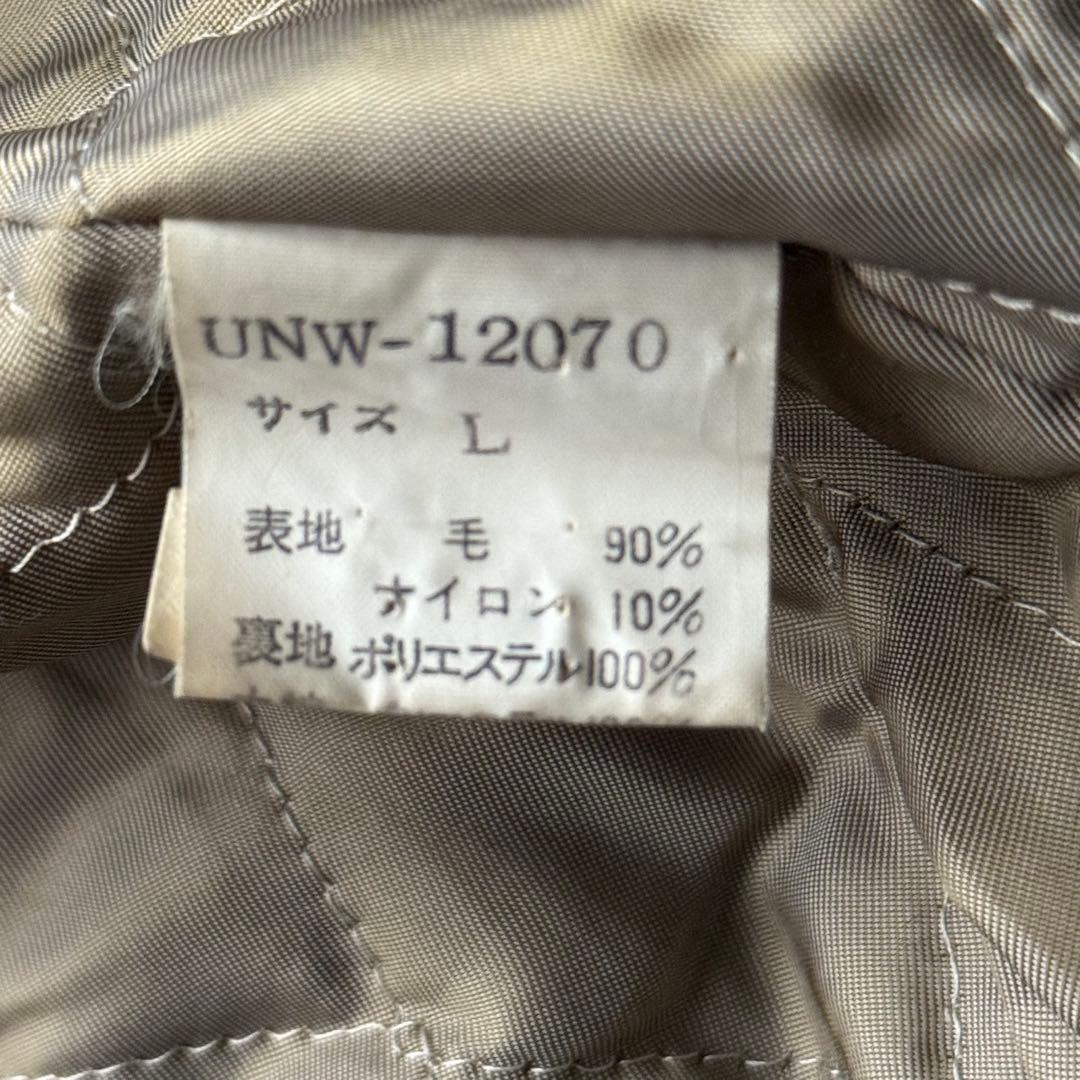 UNW-12070
サイズ L
表地 毛 90%
オイロン 10%
裏地 ポリエステル100%